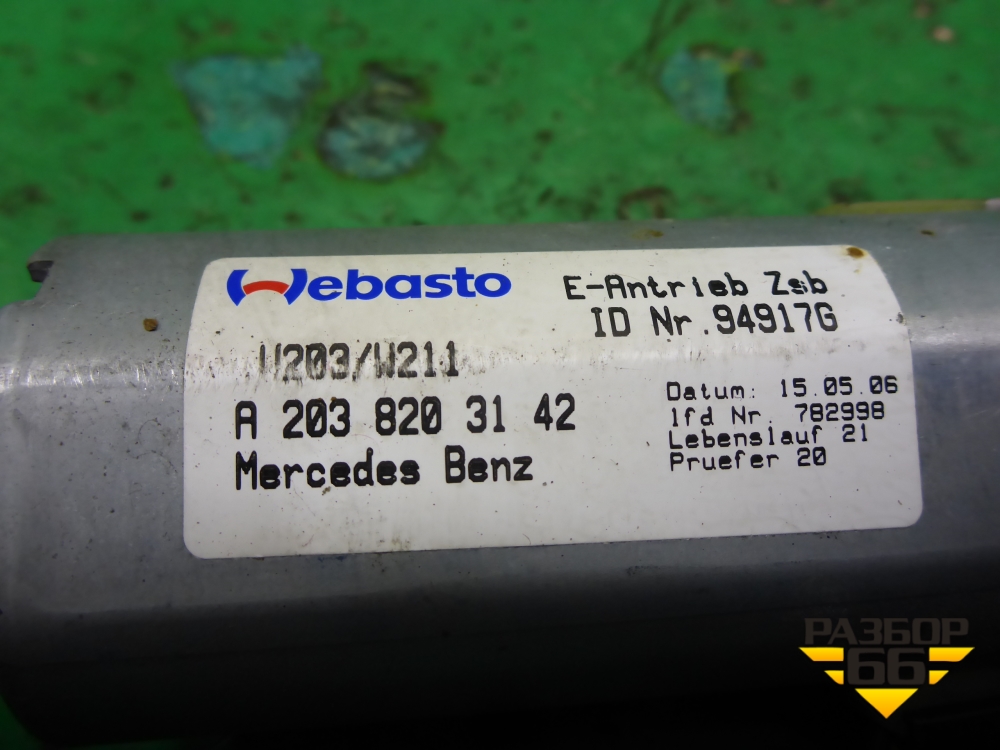 Webasto
E-Antrieb Zsb
ID Nr.94917G
W203/W211
A 203 820 31 42
Mercedes Benz
Datum: 15.05.06
lfd Nr. 782998
Lebenslauf 21
Pruefer 20
РАЗБОР
66